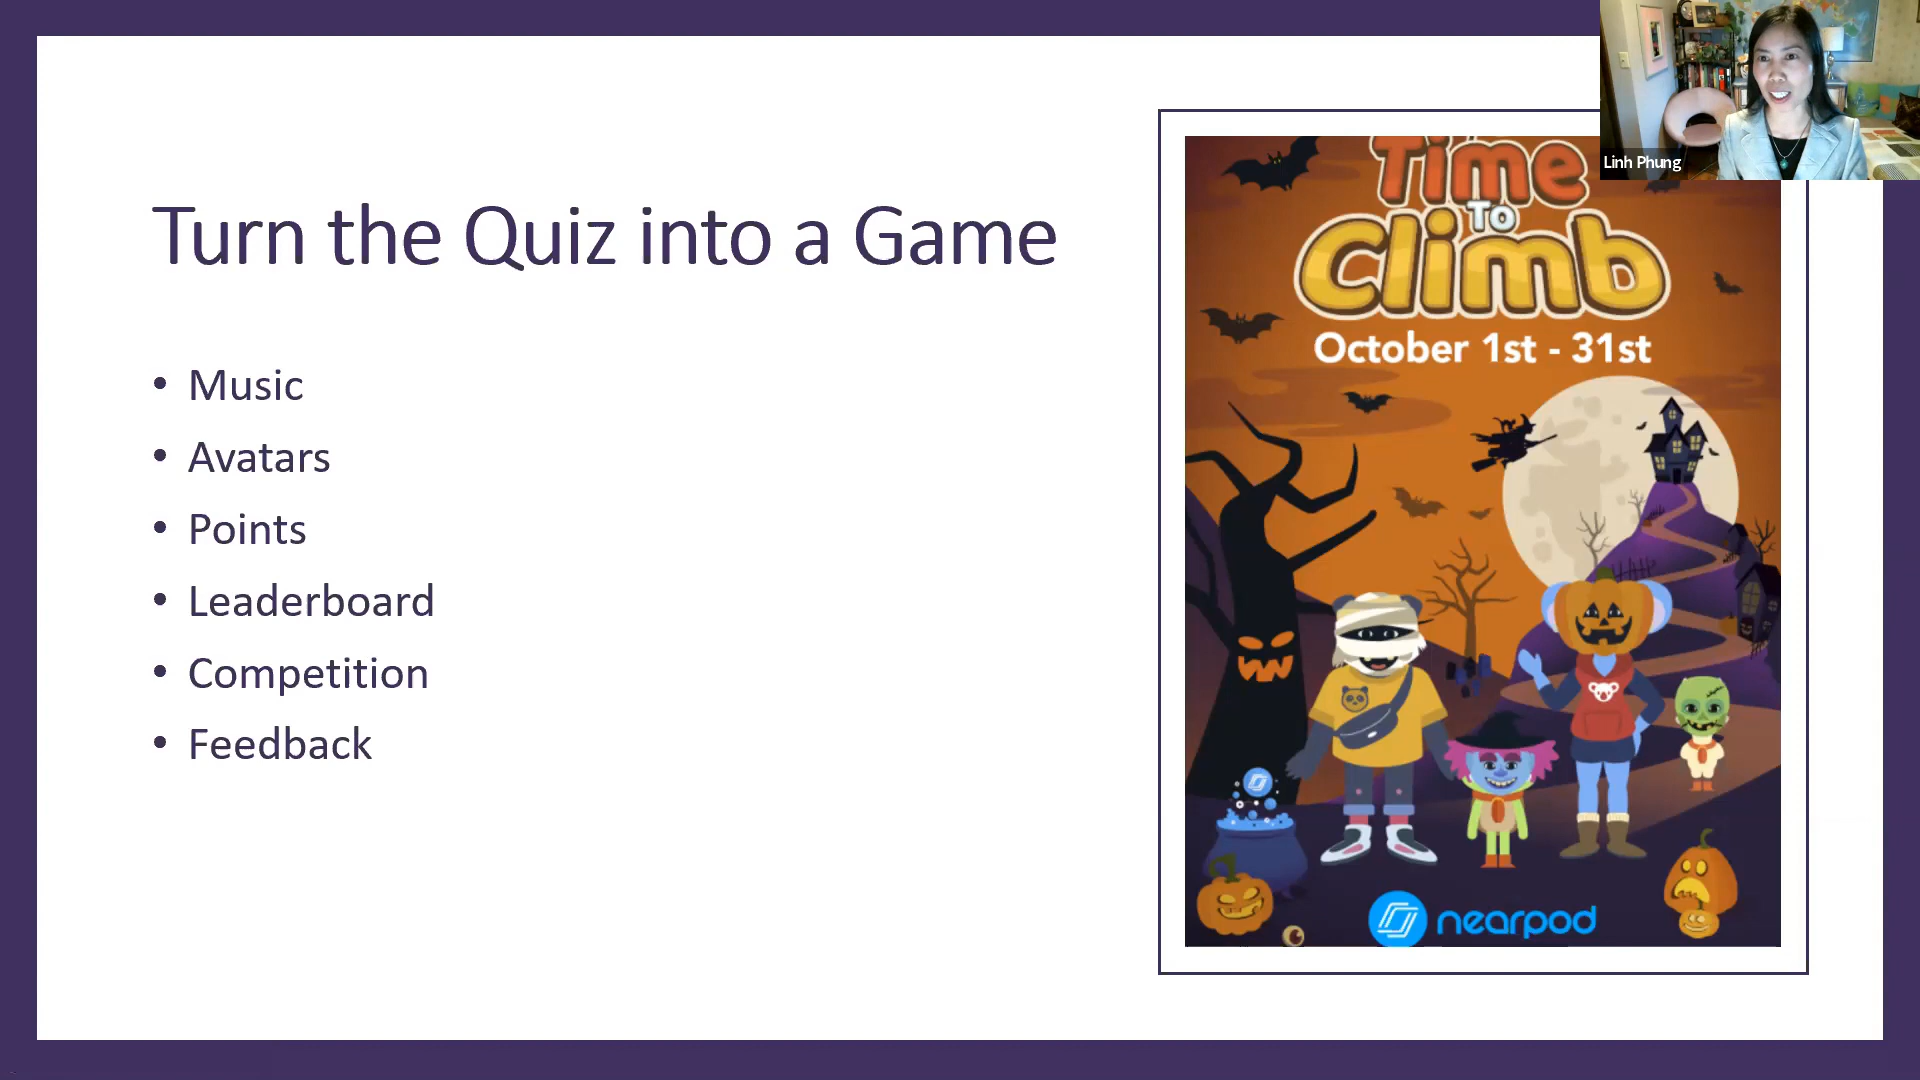 Turn the Quiz into a Game
• Music
• Avatars
• Points
• Leaderboard
• Competition
• Feedback
Time
To
Climb
October 1st - 31st
nearpod
Linh Phung